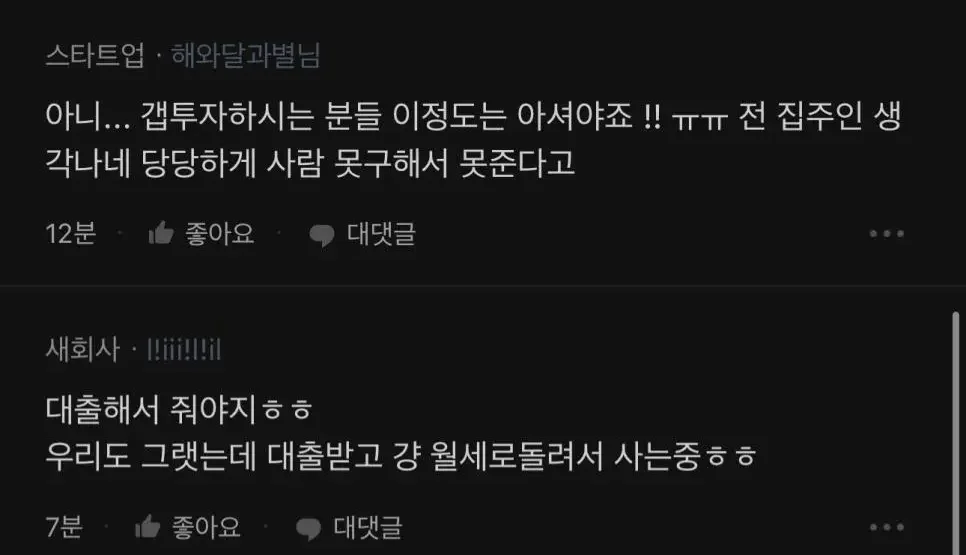 스타트업 · 해와달과별님
아니... 갭투자하시는 분들 이정도는 아셔야죠 !! ㅠㅠ 전 집주인 생
각나네 당당하게 사람 못구해서 못준다고
12분 · 좋아요 · 대댓글
새회사 · l!iii!l!il
대출해서 줘야지ㅎㅎ
우리도 그랫는데 대출받고 걍 월세로돌려서 사는중ㅎㅎ
7분 · 좋아요 · 대댓글